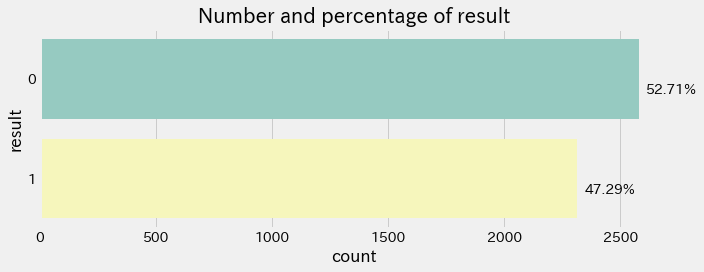 Number and percentage of result
0
52.71%
result
1
47.29%
0 500 1000 1500 2000 2500
count